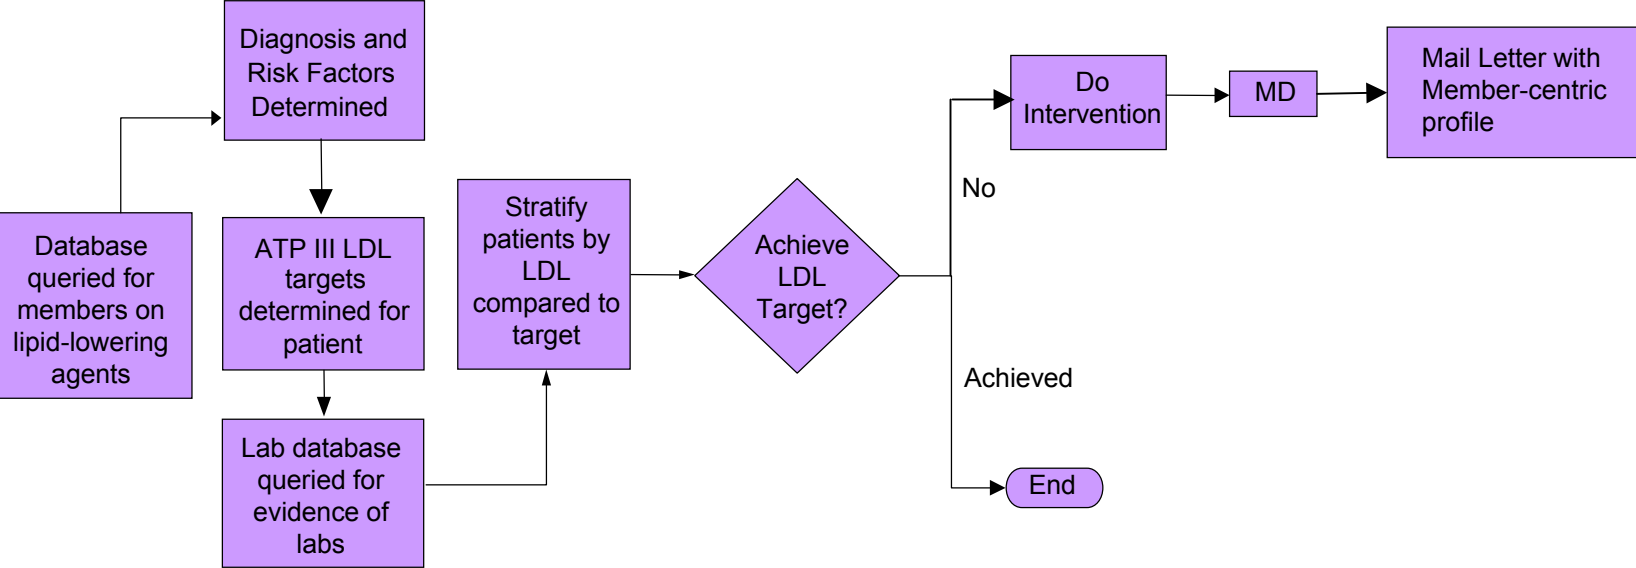 Database
queried for
members on
lipid-lowering
agents
Diagnosis and
Risk Factors
Determined
ATP III LDL
targets
determined for
patient
Lab database
queried for
evidence of
labs
Stratify
patients by
LDL
compared to
target
Achieve
LDL
Target?
No
Do
Intervention
MD
Mail Letter with
Member-centric
profile
Achieved
End